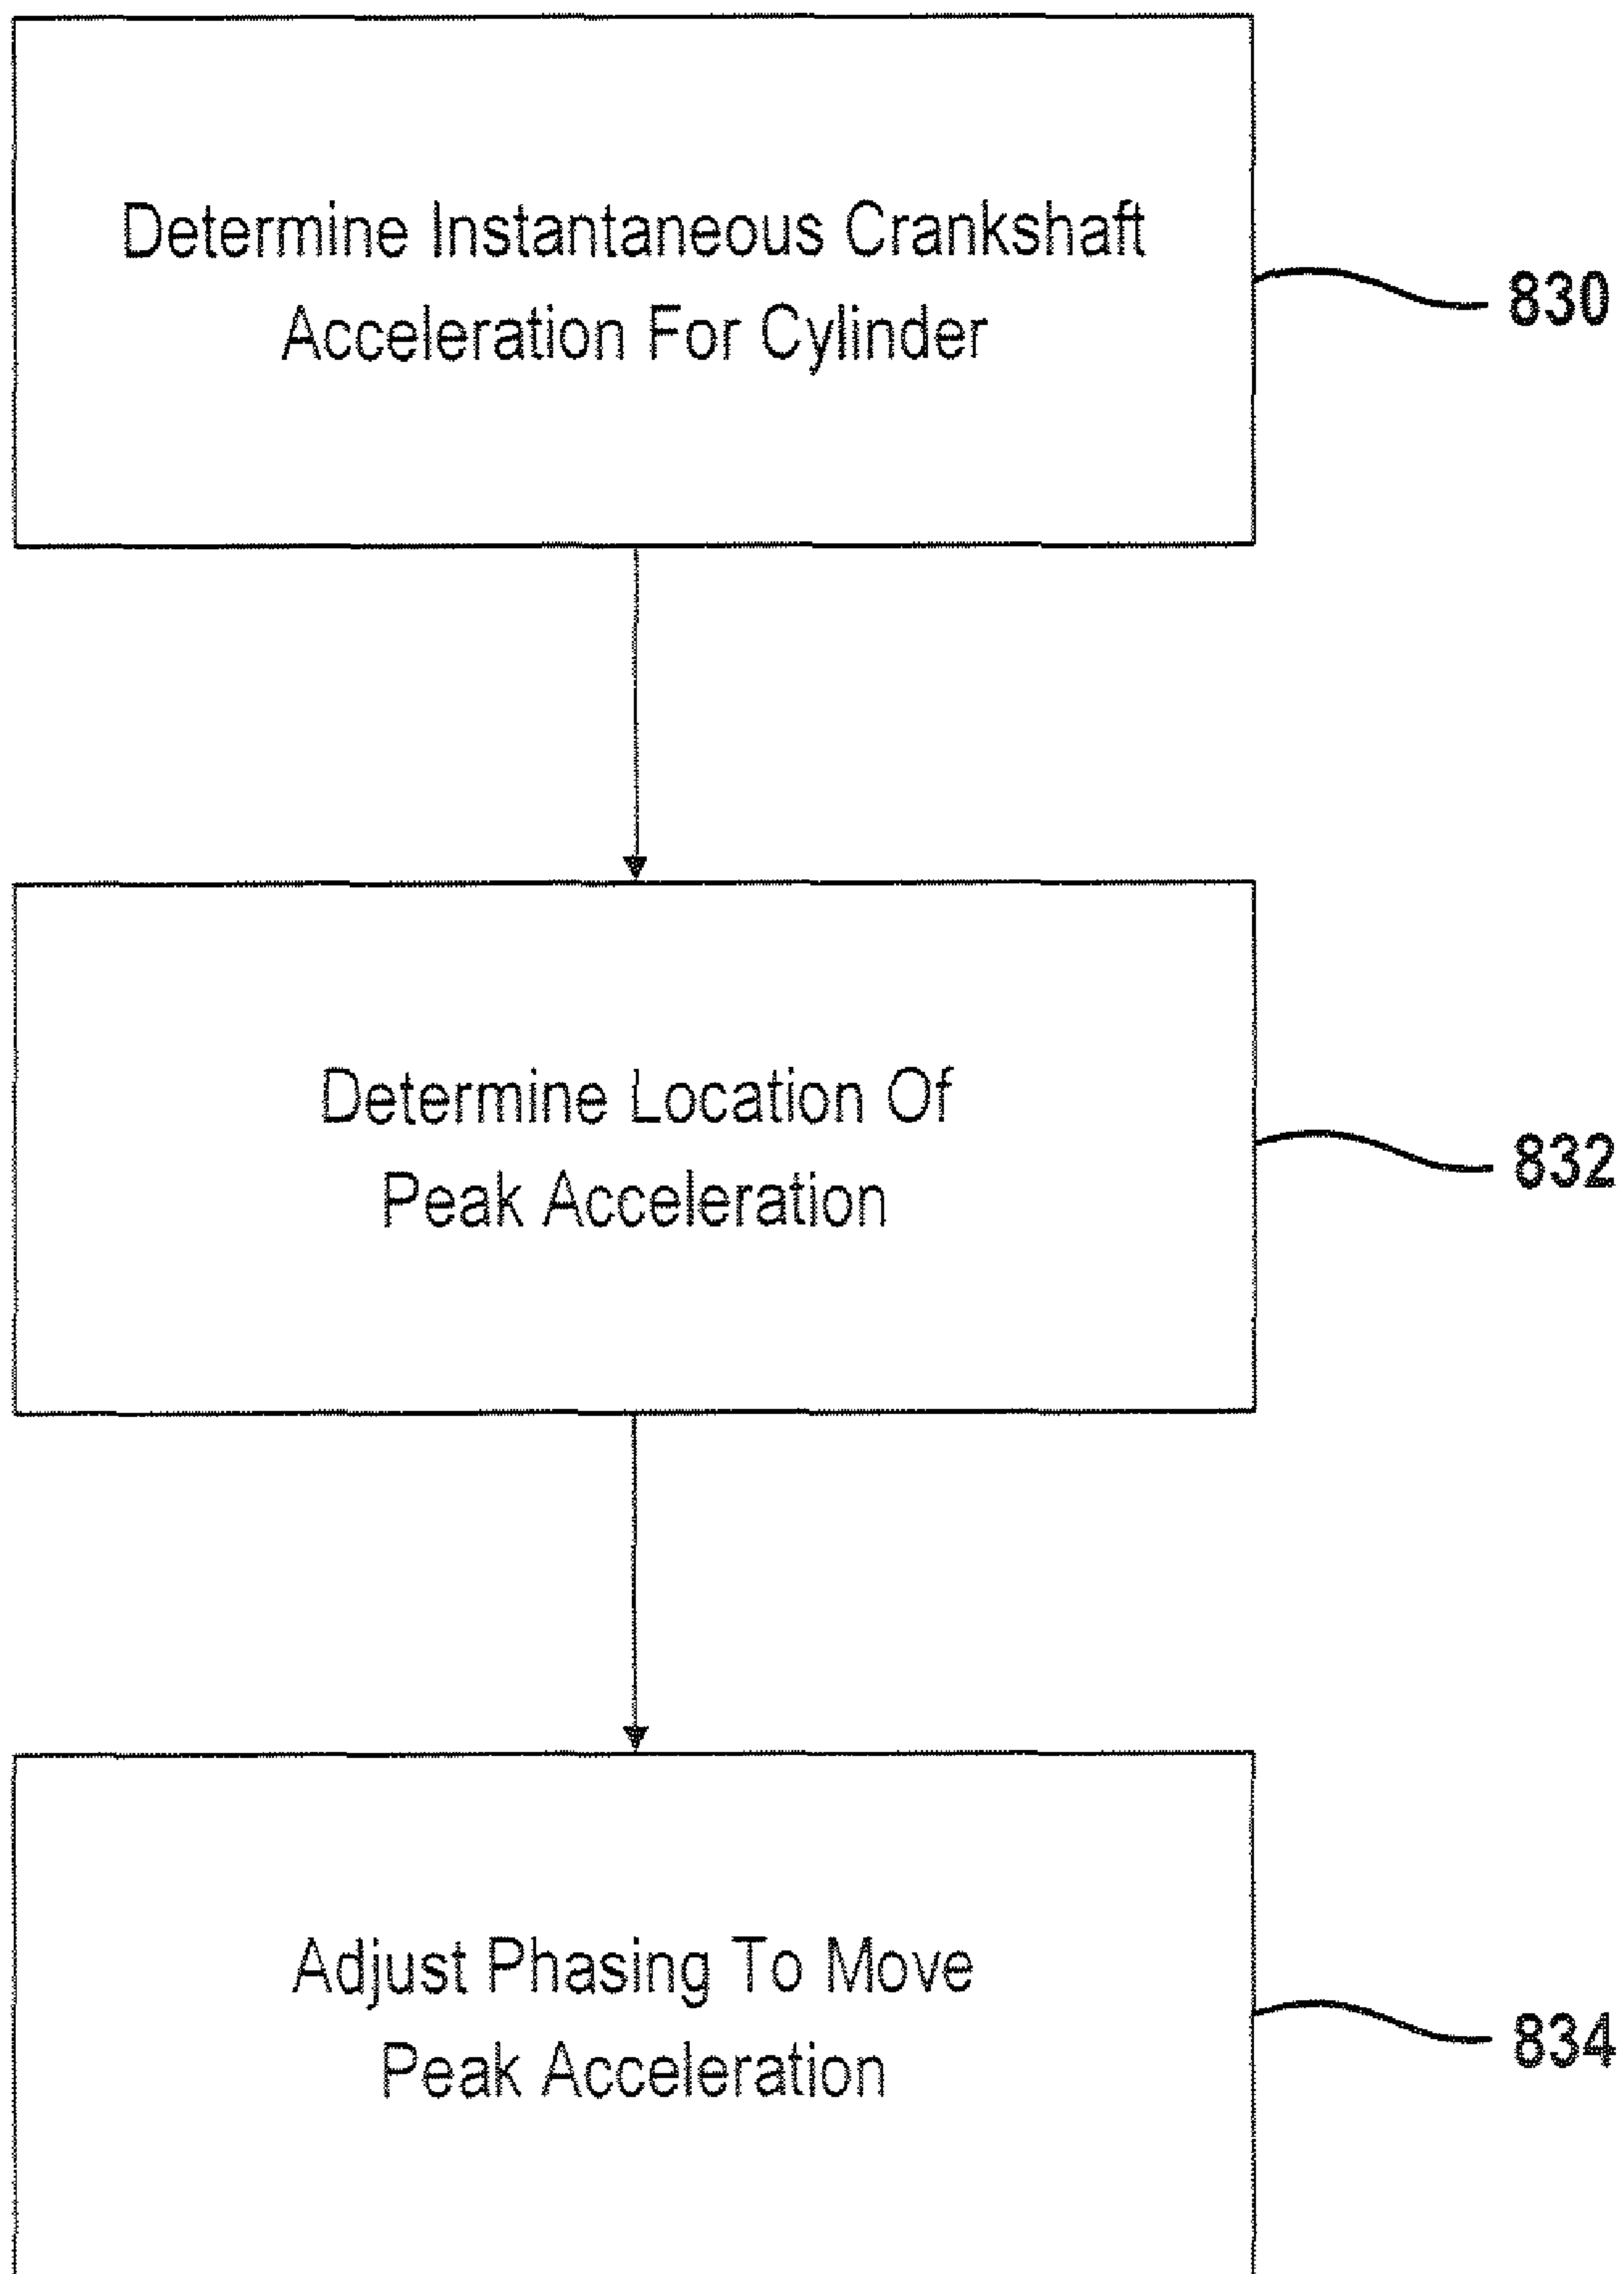 Determine Instantaneous Crankshaft
Acceleration For Cylinder
830
Determine Location Of
Peak Acceleration
832
Adjust Phasing To Move
Peak Acceleration
834